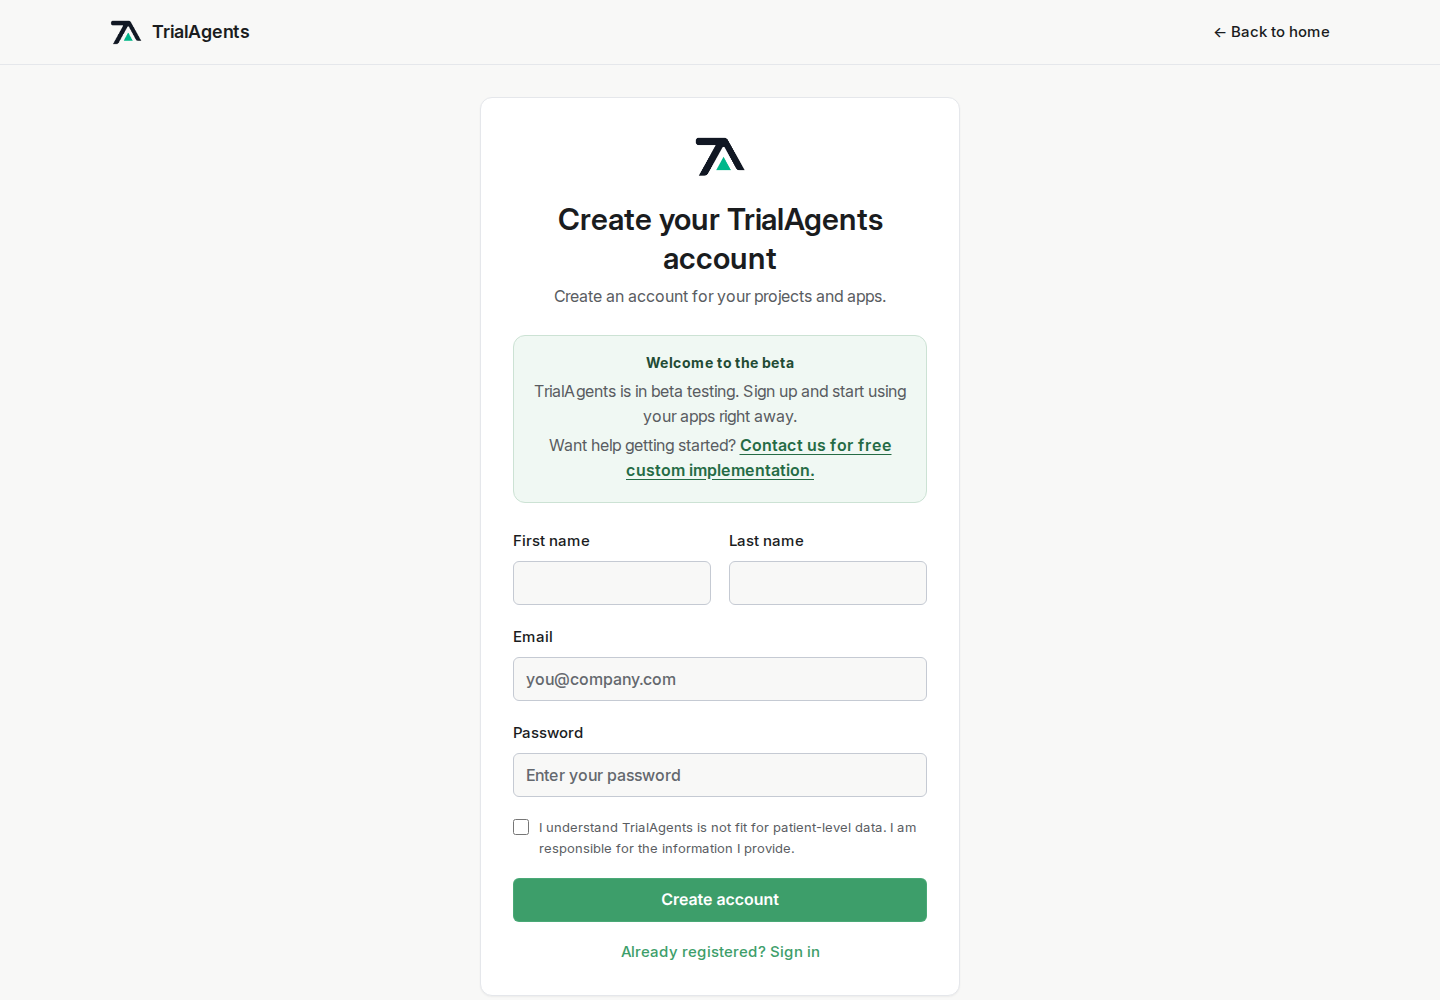 TrialAgents
← Back to home
Create your TrialAgents
account
Create an account for your projects and apps.
Welcome to the beta
TrialAgents is in beta testing. Sign up and start using
your apps right away.
Want help getting started? Contact us for free
custom implementation.
First name
Last name
Email
you@company.com
Password
Enter your password
I understand TrialAgents is not fit for patient-level data. I am
responsible for the information I provide.
Create account
Already registered? Sign in